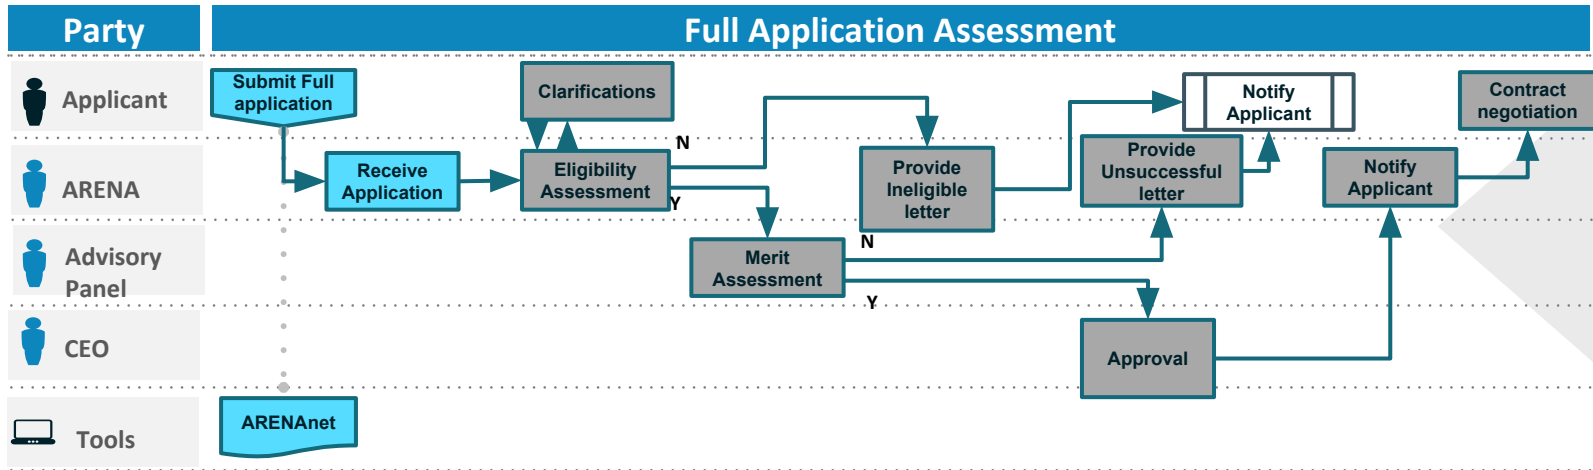 Party
Full Application Assessment
Applicant
Submit Full
application
Clarifications
Notify
Applicant
Contract
negotiation
N
ARENA
Receive
Application
Eligibility
Assessment
Y
Provide
Ineligible
letter
Provide
Unsuccessful
letter
Notify
Applicant
Advisory
Panel
Merit
Assessment
N
Y
CEO
Approval
Tools
ARENAnet